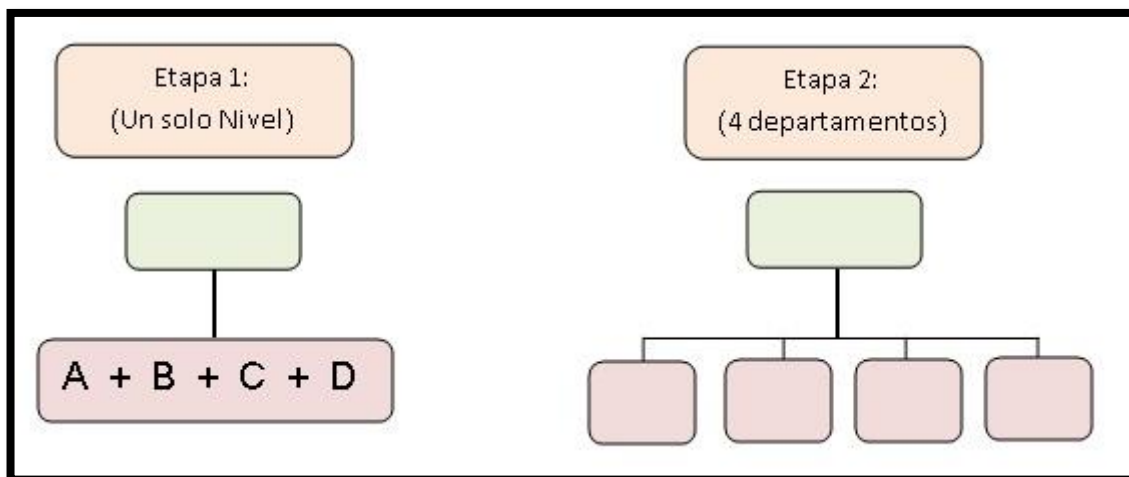 Etapa 1:
(Un solo Nivel)
Etapa 2:
(4 departamentos)
A + B + C + D